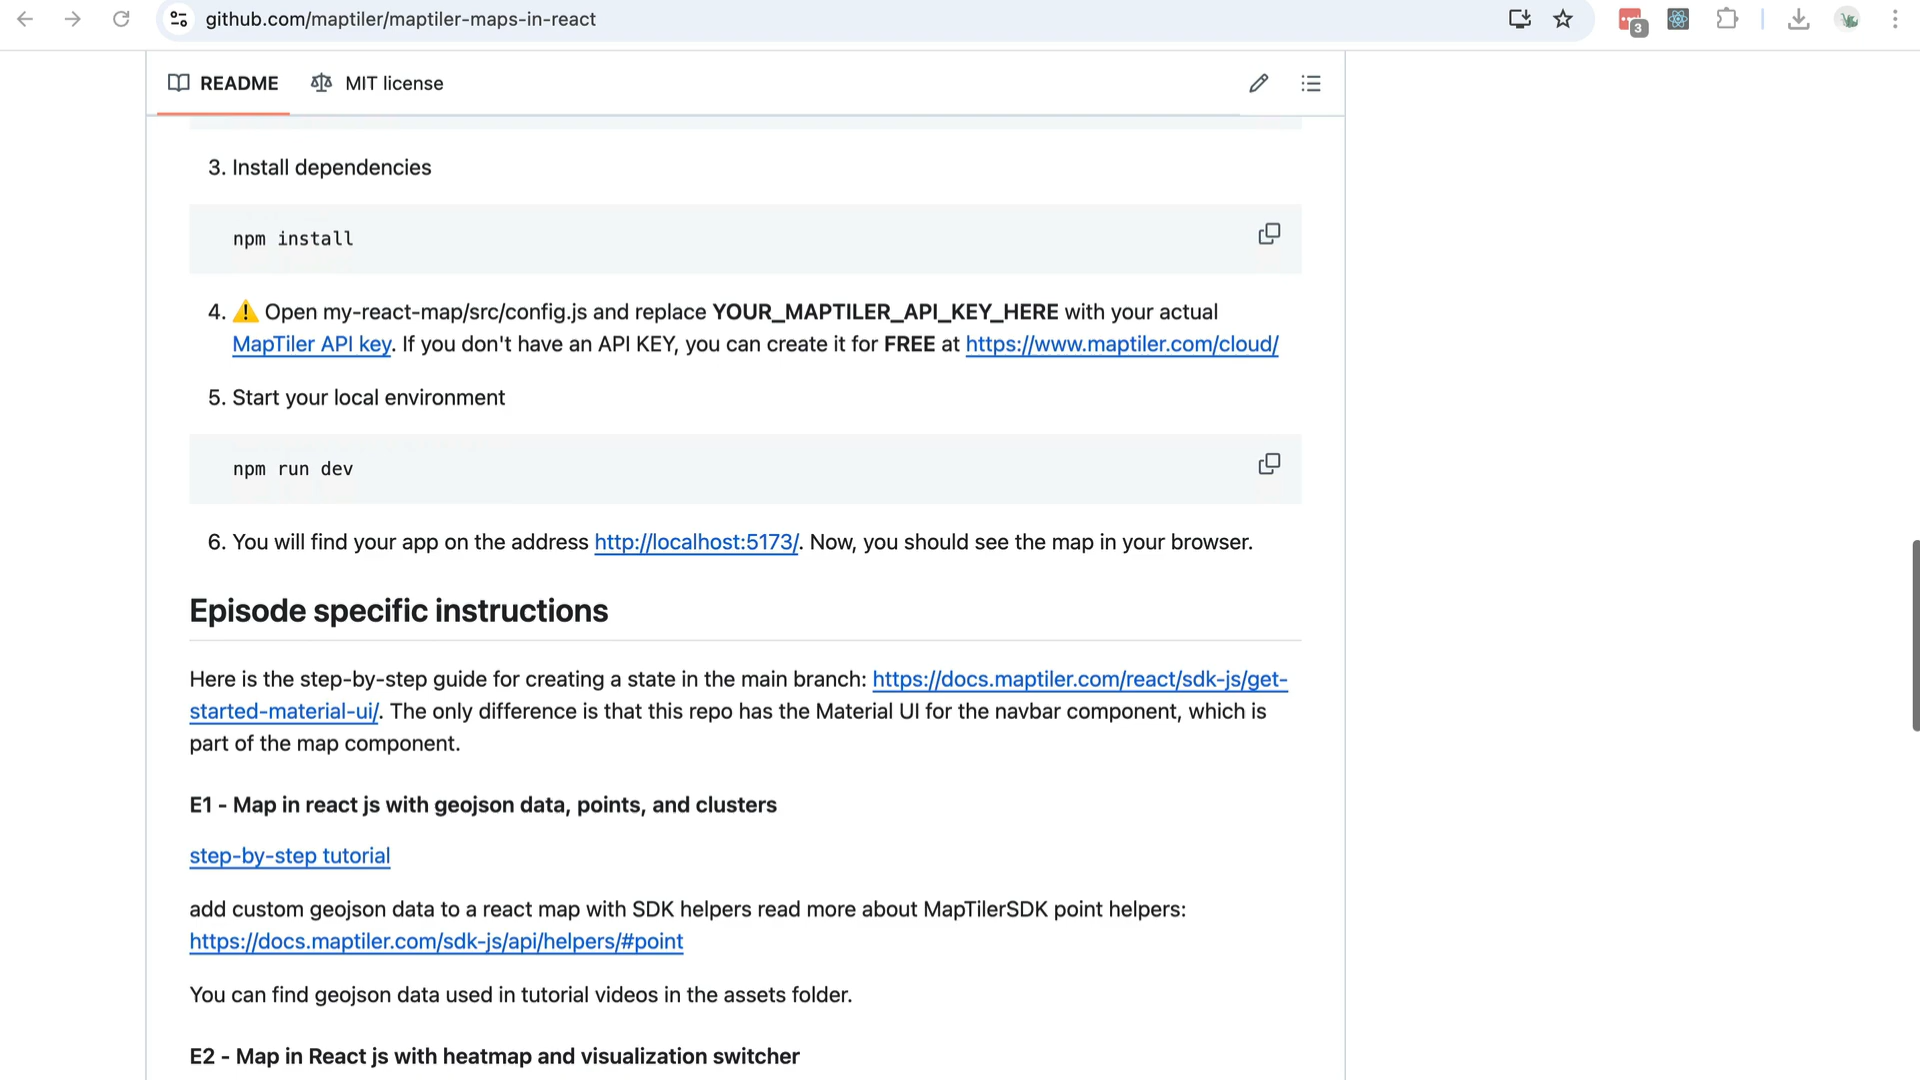 github.com/maptiler/maptiler-maps-in-react
3
README
MIT license
3. Install dependencies
npm install
4. ⚠️ Open my-react-map/src/config.js and replace YOUR_MAPTILER_API_KEY_HERE with your actual
MapTiler API key. If you don't have an API KEY, you can create it for FREE at https://www.maptiler.com/cloud/
5. Start your local environment
npm run dev
6. You will find your app on the address http://localhost:5173/. Now, you should see the map in your browser.
Episode specific instructions
Here is the step-by-step guide for creating a state in the main branch: https://docs.maptiler.com/react/sdk-js/get-
started-material-ui/. The only difference is that this repo has the Material UI for the navbar component, which is
part of the map component.
E1 - Map in react js with geojson data, points, and clusters
step-by-step tutorial
add custom geojson data to a react map with SDK helpers read more about MapTilerSDK point helpers:
https://docs.maptiler.com/sdk-js/api/helpers/#point
You can find geojson data used in tutorial videos in the assets folder.
E2 - Map in React js with heatmap and visualization switcher